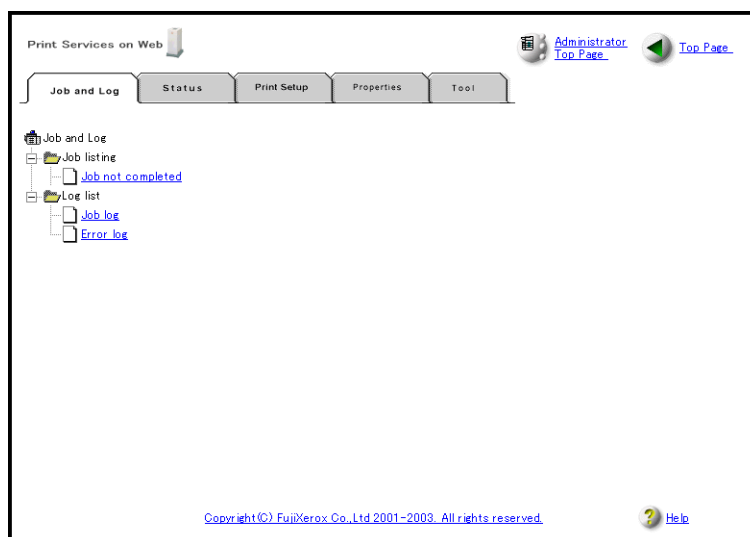 Print Services on Web
Administrator
Top Page
Top Page
Job and Log
Status
Print Setup
Properties
Tool
Job and Log
Job listing
Job not completed
Log list
Job log
Error log
Copyright(C) FujiXerox Co.,Ltd 2001-2003. All rights reserved.
Help